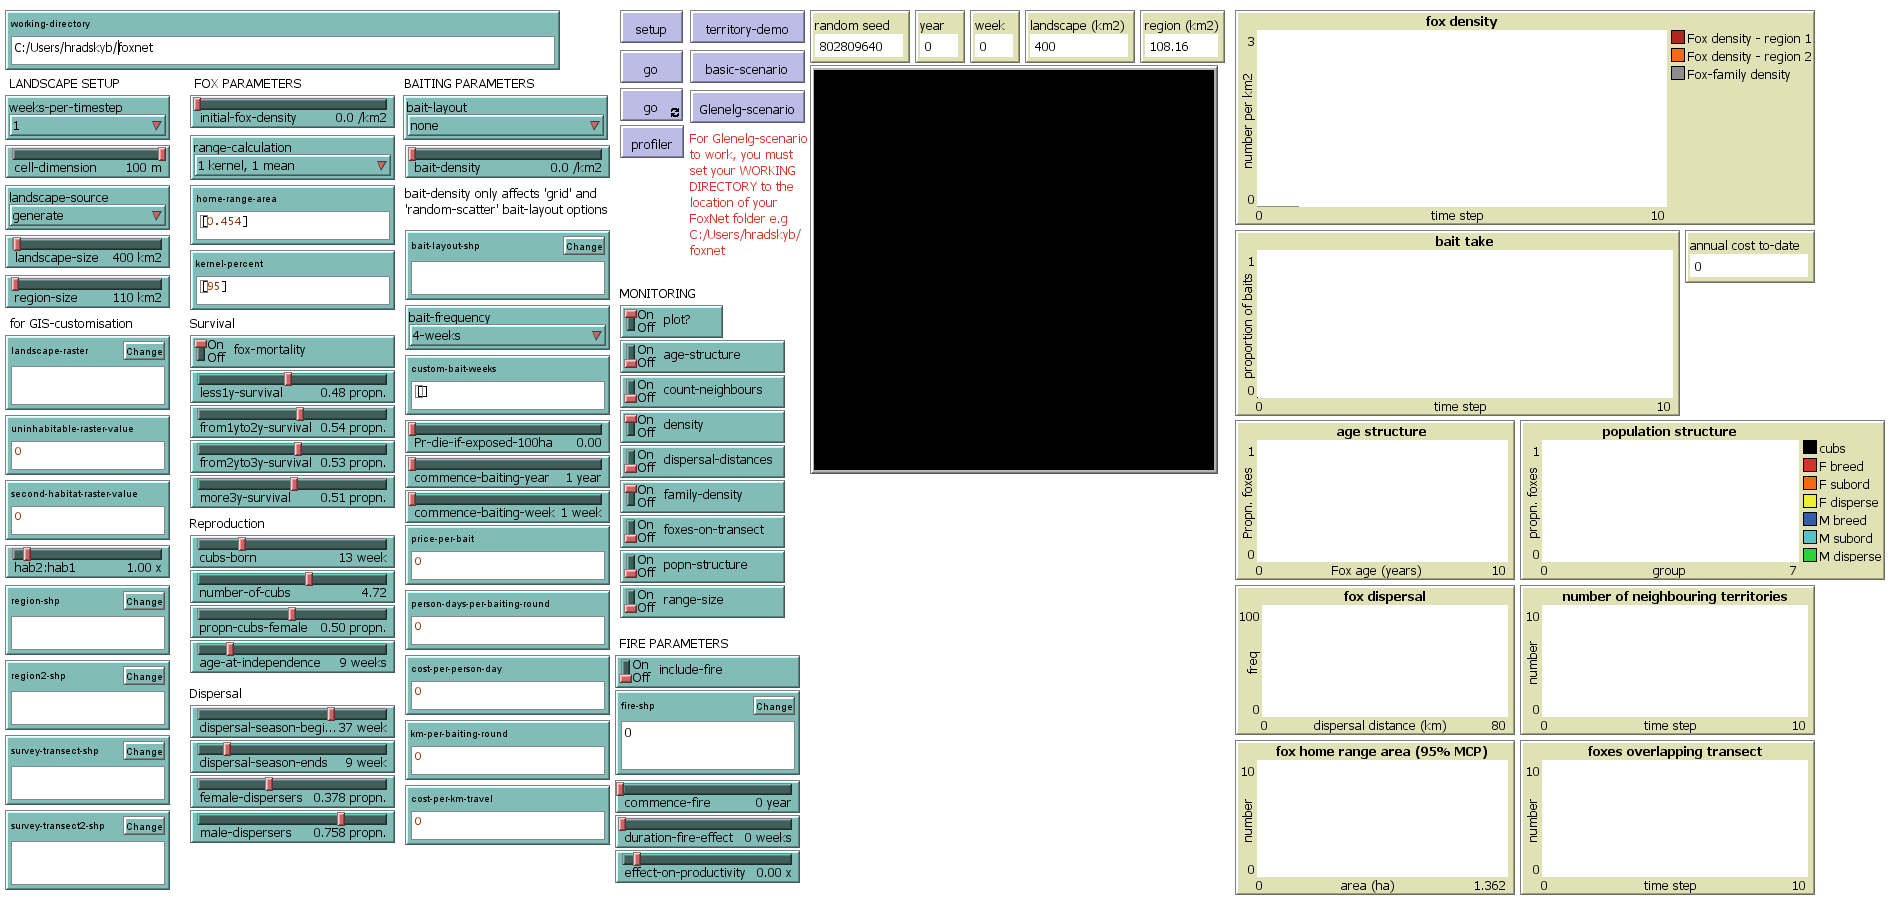 working-directory
C:/Users/hradskyb/foxnet
LANDSCAPE SETUP
weeks-per-timestep
1
cell-dimension 100 m
landscape-source
generate
landscape-size 400 km2
region-size 110 km2
for GIS-customisation
landscape-raster Change
uninhabitable-raster-value
0
second-habitat-raster-value
0
hab2:hab1 1.00 x
region-shp Change
region2-shp Change
survey-transect-shp Change
survey-transect2-shp Change
FOX PARAMETERS
initial-fox-density 0.0 /km2
range-calculation
1 kernel, 1 mean
home-range-area
[0.454]
kernel-percent
[95]
Survival
On
Off
fox-mortality
less1y-survival 0.48 propn.
from1yto2y-survival 0.54 propn.
from2yto3y-survival 0.53 propn.
more3y-survival 0.51 propn.
Reproduction
cubs-born 13 week
number-of-cubs 4.72
propn-cubs-female 0.50 propn.
age-at-independence 9 weeks
Dispersal
dispersal-season-begi... 37 week
dispersal-season-ends 9 week
female-dispersers 0.378 propn.
male-dispersers 0.758 propn.
BAITING PARAMETERS
bait-layout
none
bait-density 0.0 /km2
bait-density only affects 'grid' and
'random-scatter' bait-layout options
bait-layout-shp Change
bait-frequency
4-weeks
custom-bait-weeks
[]
Pr-die-if-exposed-100ha 0.00
commence-baiting-year 1 year
commence-baiting-week 1 week
price-per-bait
0
person-days-per-baiting-round
0
cost-per-person-day
0
km-per-baiting-round
0
cost-per-km-travel
0
setup
go
go
profiler
territory-demo
basic-scenario
Glenelg-scenario
For Glenelg-scenario
to work, you must
set your WORKING
DIRECTORY to the
location of your
FoxNet folder e.g
C:/Users/hradskyb/
foxnet
MONITORING
On
Off
plot?
On
Off
age-structure
On
Off
count-neighbours
On
Off
density
On
Off
dispersal-distances
On
Off
family-density
On
Off
foxes-on-transect
On
Off
popn-structure
On
Off
range-size
FIRE PARAMETERS
On
Off
include-fire
fire-shp Change
0
commence-fire 0 year
duration-fire-effect 0 weeks
effect-on-productivity 0.00 x
random seed
802809640
year
0
week
0
landscape (km2)
400
region (km2)
108.16
fox density
number per km2
3
0
0
time step
10
Fox density - region 1
Fox density - region 2
Fox-family density
bait take
proportion of baits
1
0
0
time step
10
annual cost to-date
0
age structure
Propn. foxes
1
0
0
Fox age (years)
10
population structure
propn. foxes
1
0
0
group
7
cubs
F breed
F subord
F disperse
M breed
M subord
M disperse
fox dispersal
freq
100
0
0
dispersal distance (km)
80
number of neighbouring territories
number
10
0
0
time step
10
fox home range area (95% MCP)
number
10
0
0
area (ha)
1.362
foxes overlapping transect
number
10
0
0
time step
10